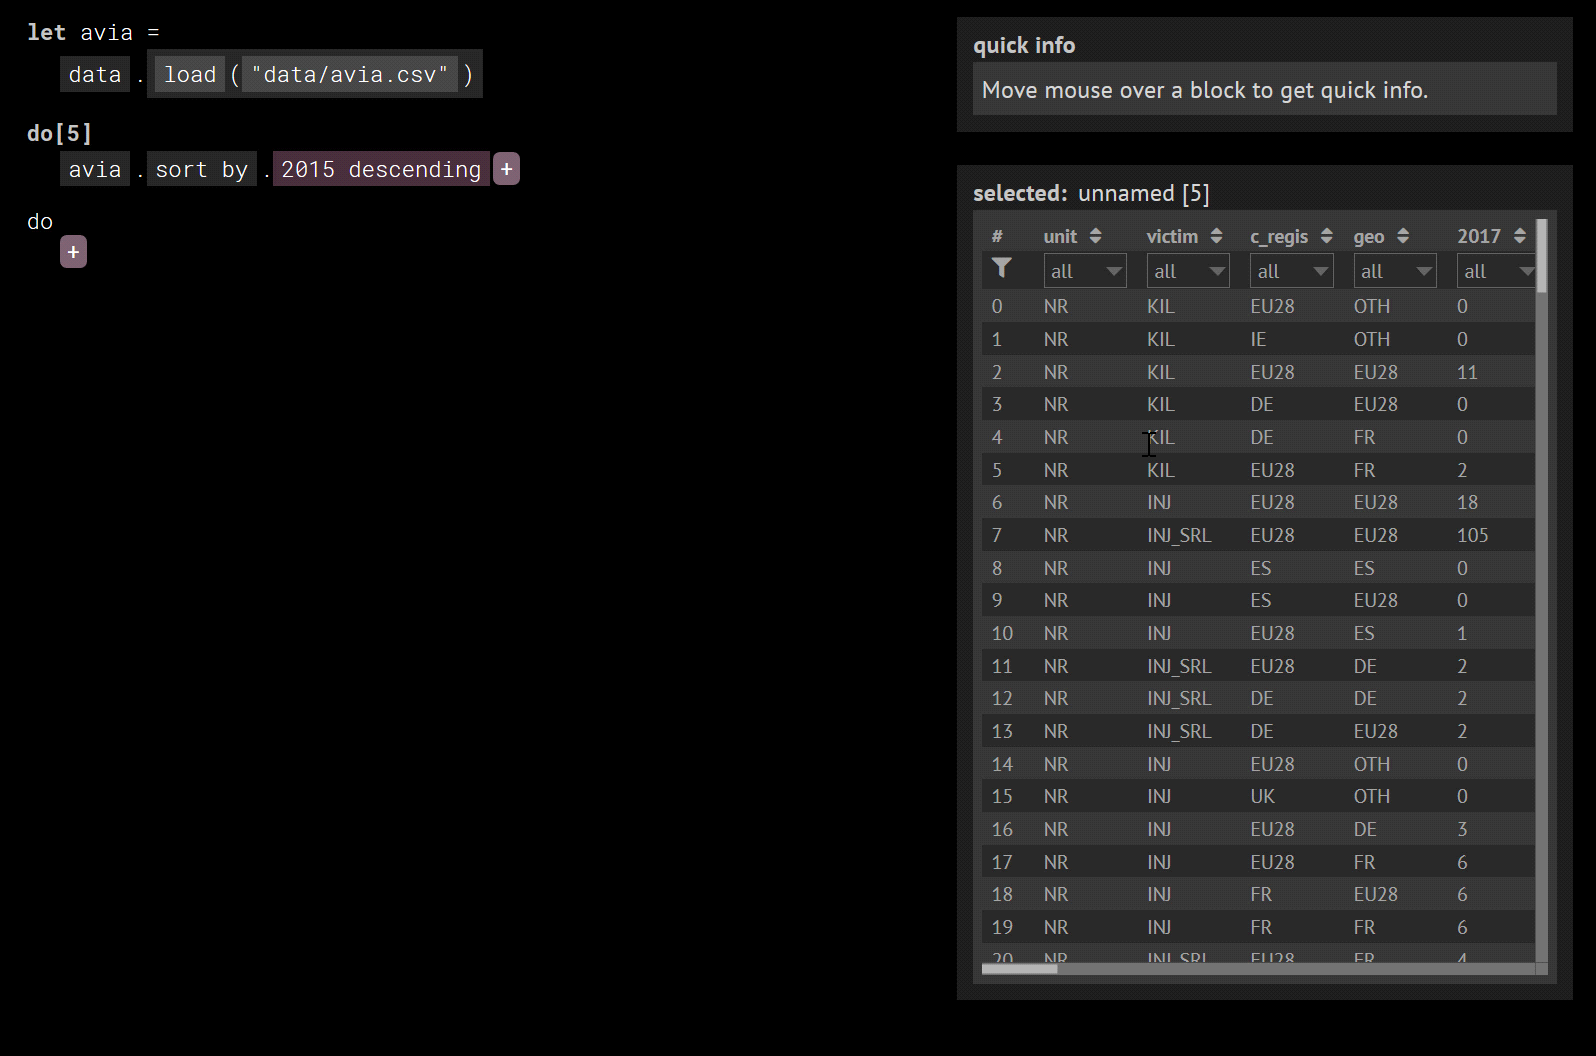 let avia =
data . load ( "data/avia.csv" )
do[5]
avia . sort by . 2015 descending +
do
+
quick info
Move mouse over a block to get quick info.
selected: unnamed [5]
# unit victim c_regis geo 2017
all all all all all
0 NR KIL EU28 OTH 0
1 NR KIL IE OTH 0
2 NR KIL EU28 EU28 11
3 NR KIL DE EU28 0
4 NR KIL DE FR 0
5 NR KIL EU28 FR 2
6 NR INJ EU28 EU28 18
7 NR INJ_SRL EU28 EU28 105
8 NR INJ ES ES 0
9 NR INJ ES EU28 0
10 NR INJ EU28 ES 1
11 NR INJ_SRL EU28 DE 2
12 NR INJ_SRL DE DE 2
13 NR INJ_SRL DE EU28 2
14 NR INJ EU28 OTH 0
15 NR INJ UK OTH 0
16 NR INJ EU28 DE 3
17 NR INJ EU28 FR 6
18 NR INJ FR EU28 6
19 NR INJ FR FR 6
20 NR INJ_SRL EU28 FR 4